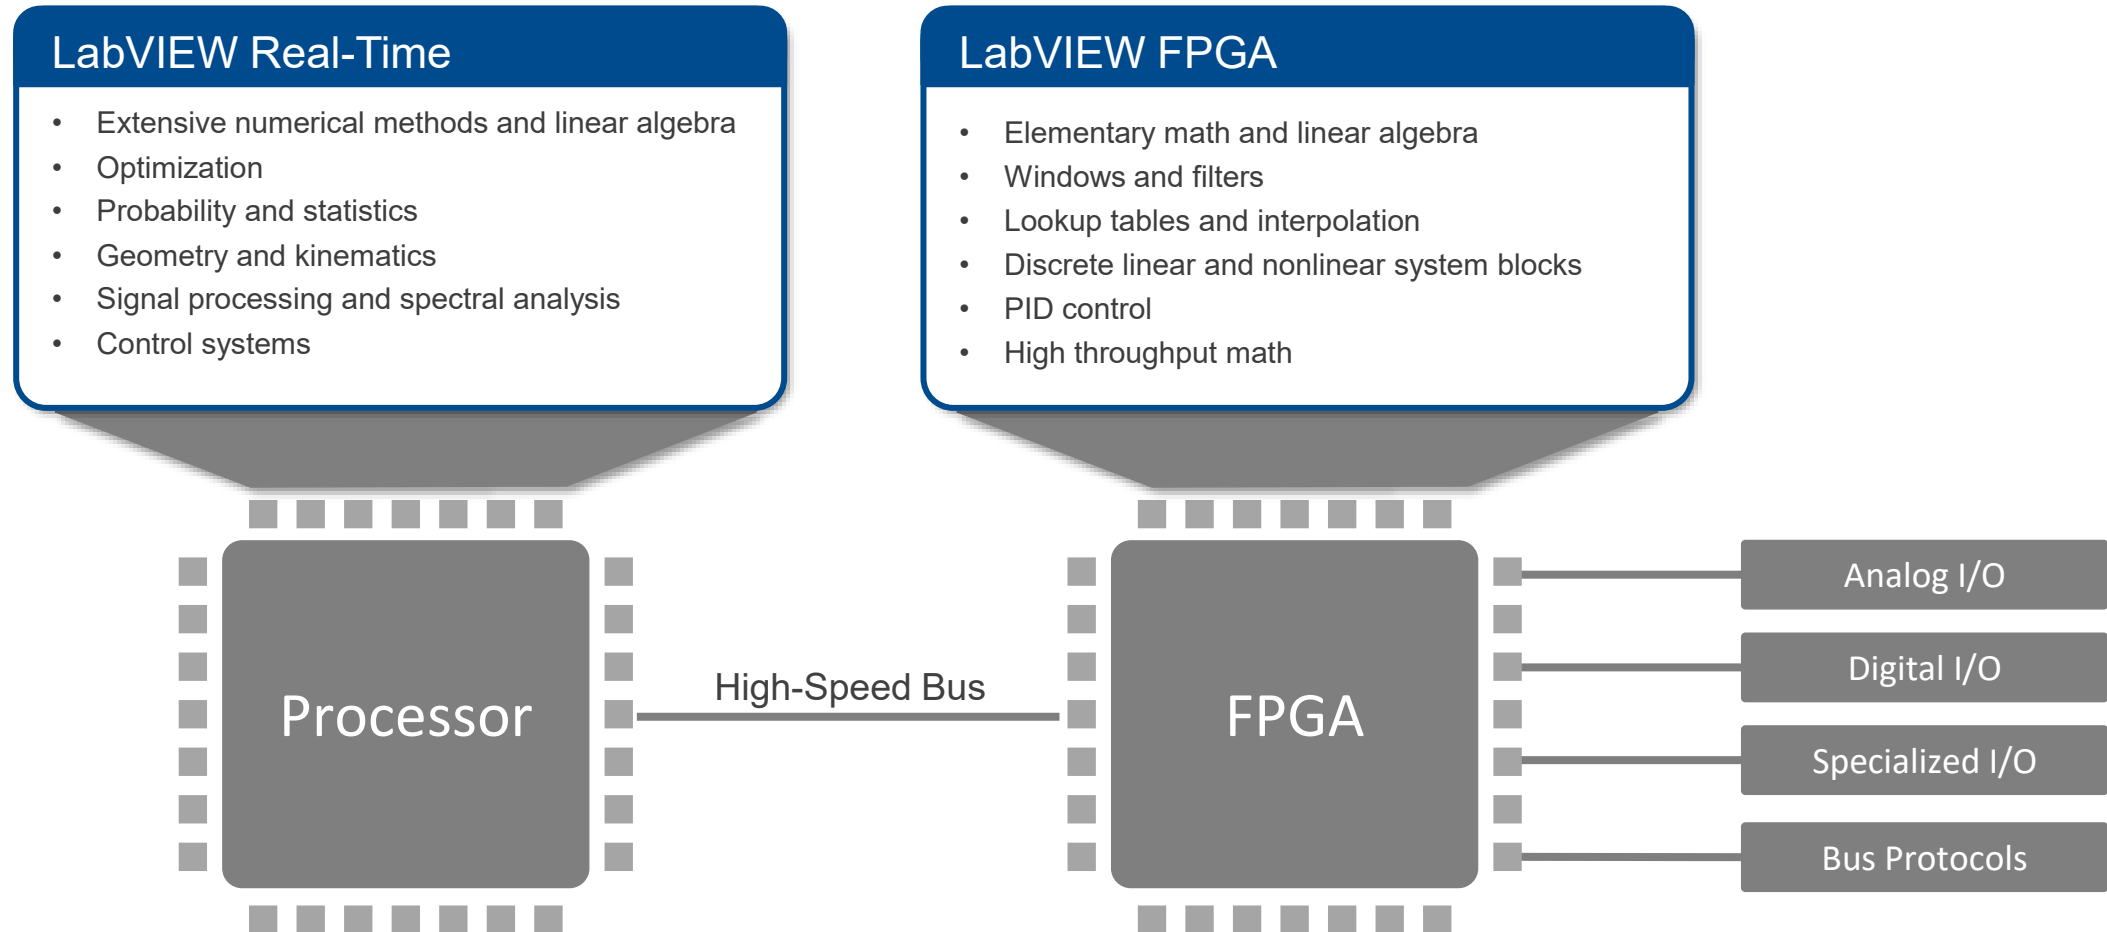 LabVIEW Real-Time
• Extensive numerical methods and linear algebra
• Optimization
• Probability and statistics
• Geometry and kinematics
• Signal processing and spectral analysis
• Control systems
LabVIEW FPGA
• Elementary math and linear algebra
• Windows and filters
• Lookup tables and interpolation
• Discrete linear and nonlinear system blocks
• PID control
• High throughput math
Processor
High-Speed Bus
FPGA
Analog I/O
Digital I/O
Specialized I/O
Bus Protocols